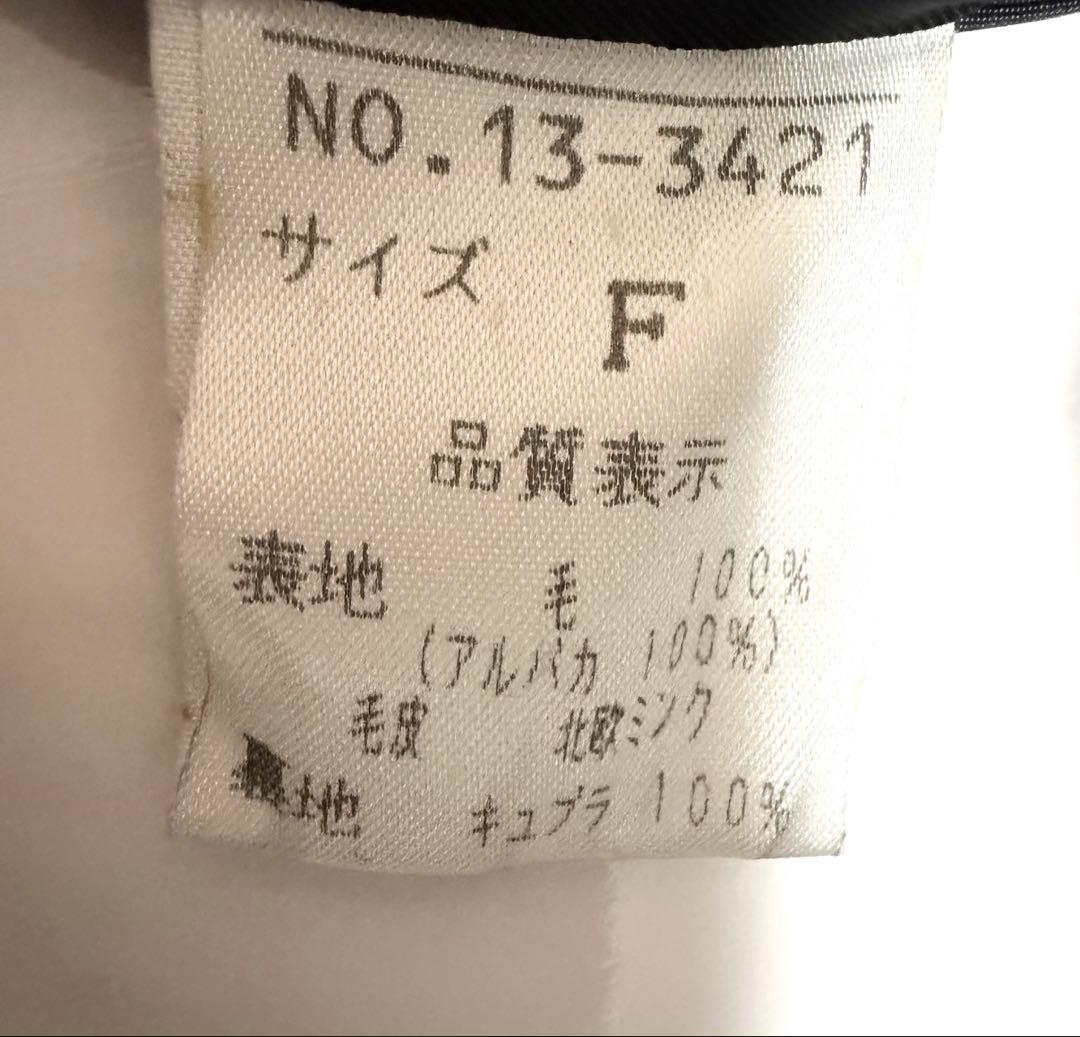 NO.13-3421
サイズ F
品質表示
表地 毛 100%
(アルパカ 100%)
毛皮 北欧ミンク
裏地 キュプラ 100%